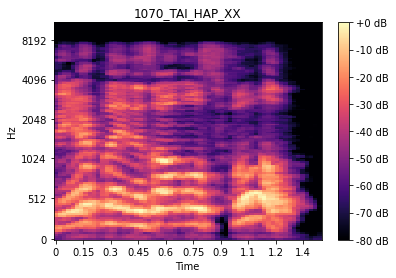 1070_TAI_HAP_XX
Hz
8192
4096
2048
1024
512
0
0 0.15 0.3 0.45 0.6 0.75 0.9 1.1 1.2 1.4
Time
+0 dB
-10 dB
-20 dB
-30 dB
-40 dB
-50 dB
-60 dB
-70 dB
-80 dB